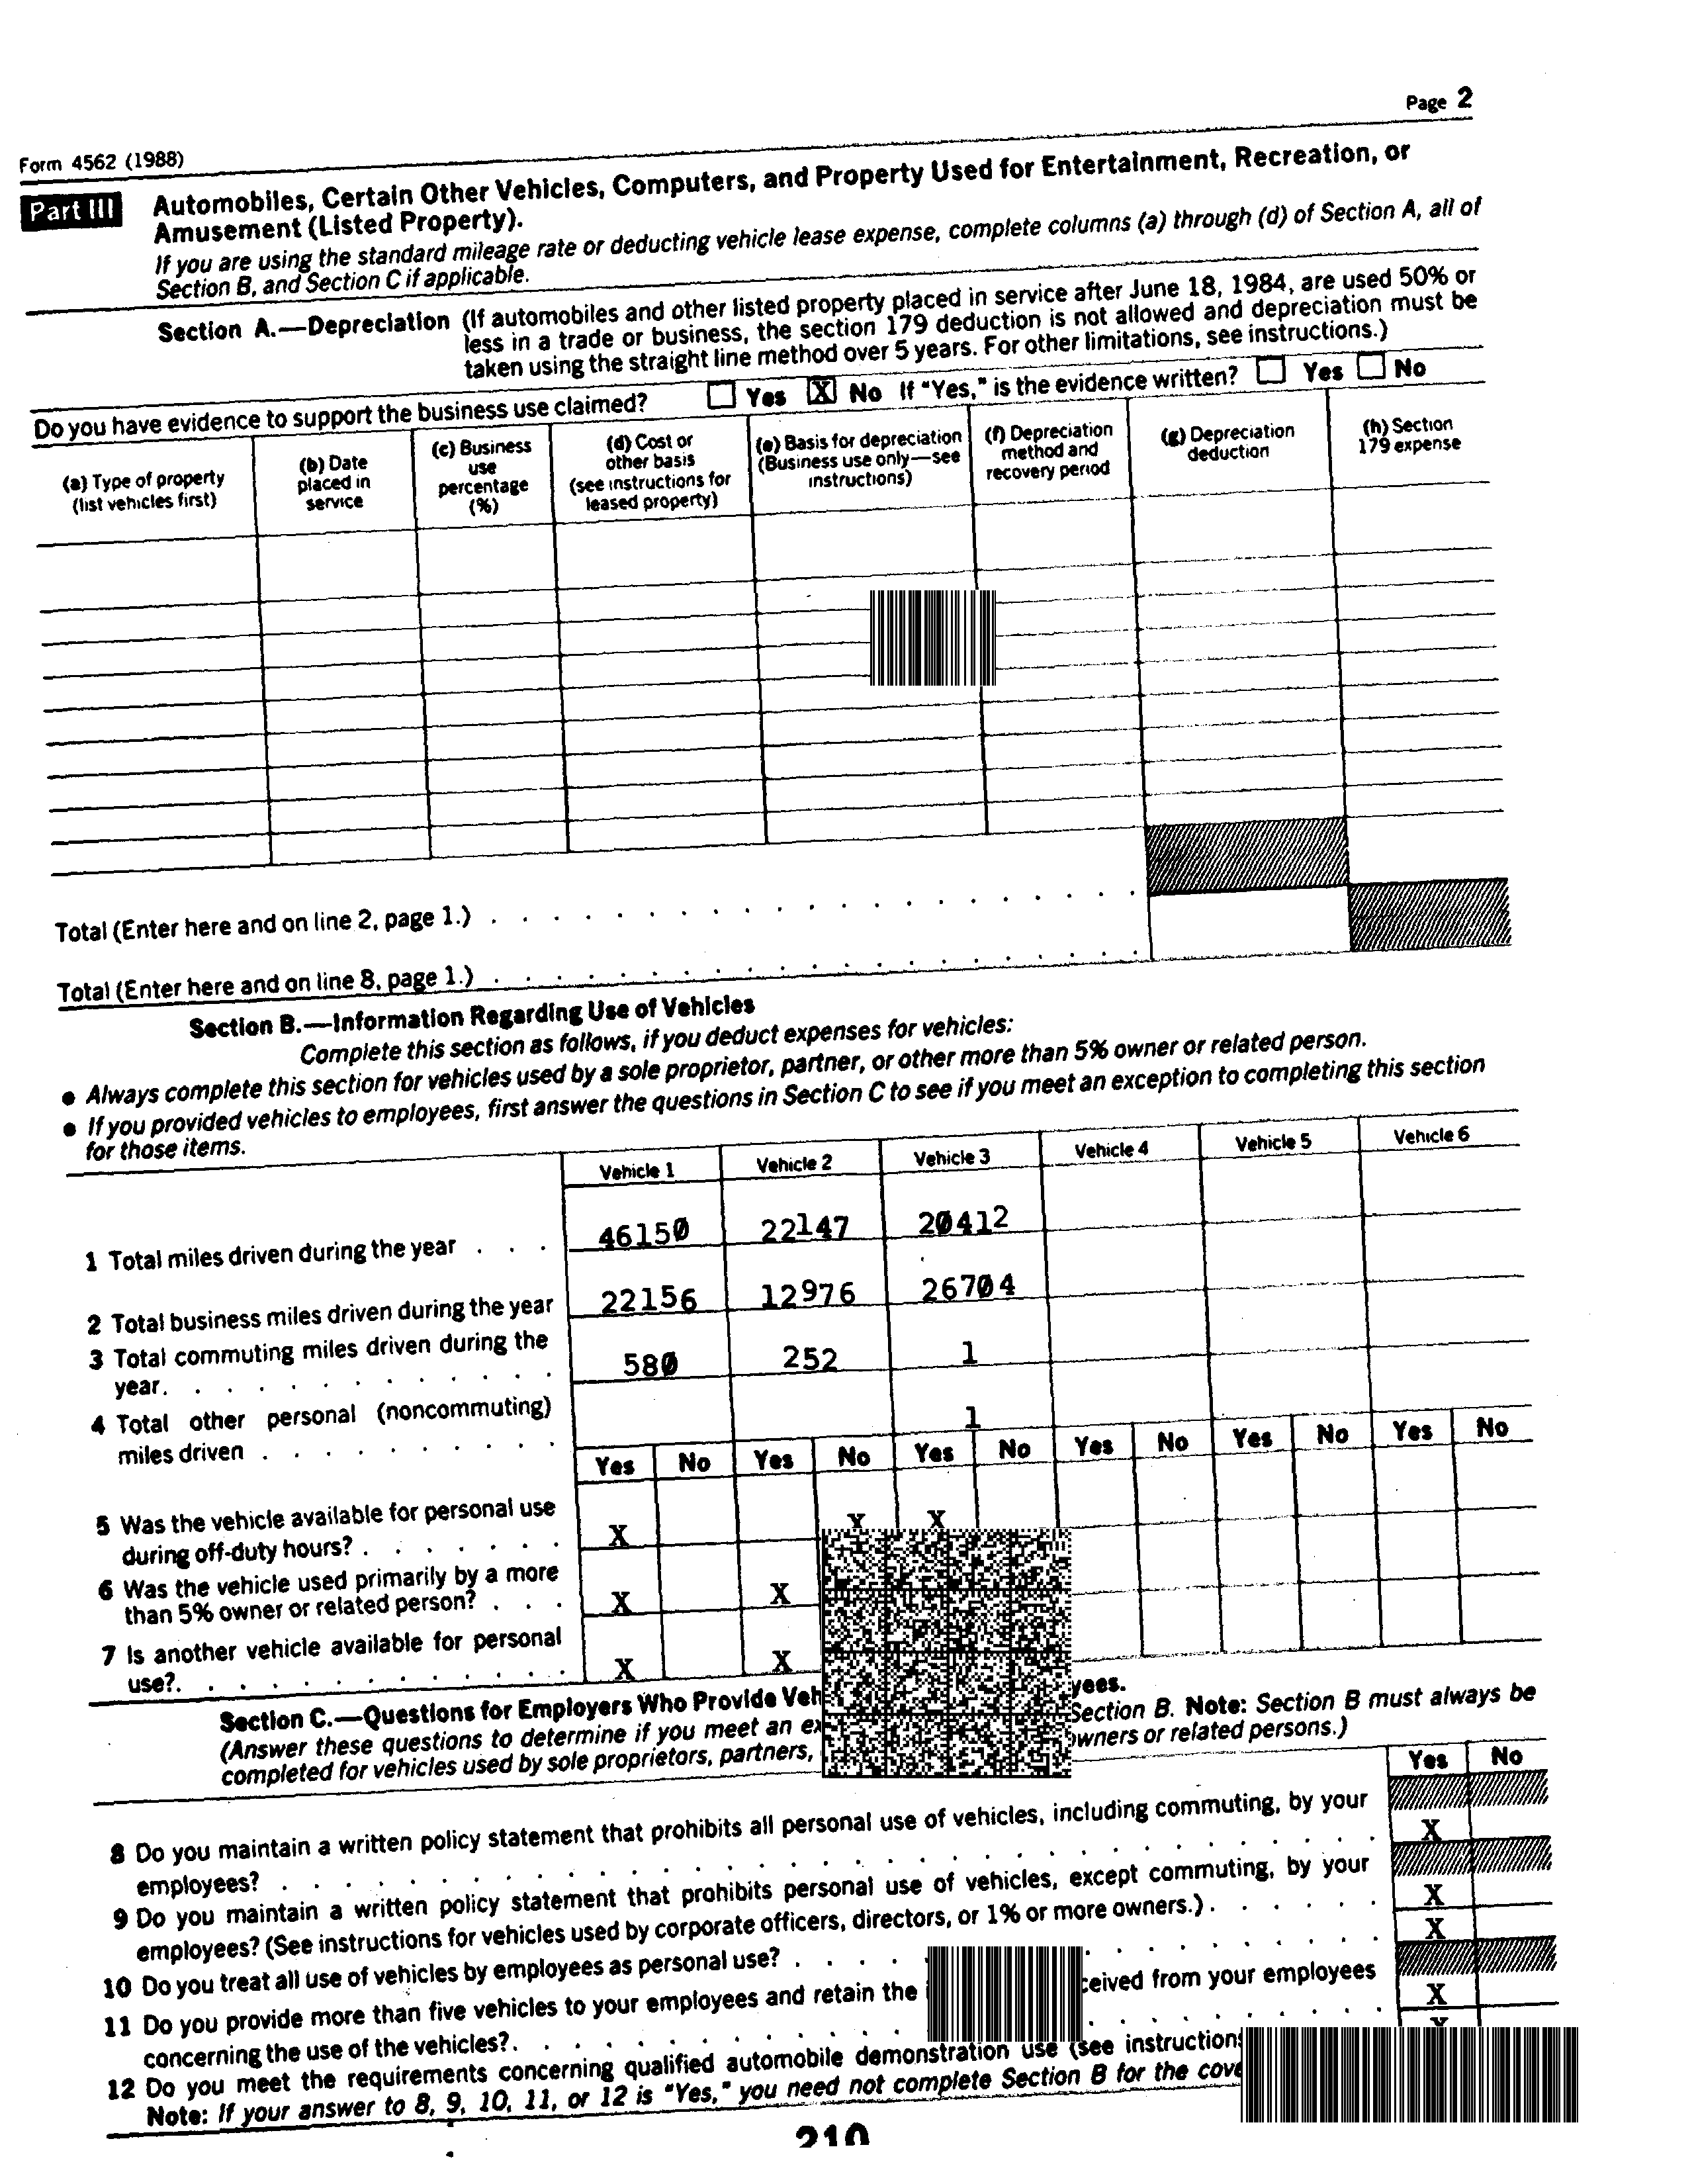 Page 2
Form 4562 (1988)
Part III Automobiles, Certain Other Vehicles, Computers, and Property Used for Entertainment, Recreation, or
Amusement (Listed Property).
If you are using the standard mileage rate or deducting vehicle lease expense, complete columns (a) through (d) of Section A, all of
Section B, and Section C if applicable.
Section A.—Depreciation (If automobiles and other listed property placed in service after June 18, 1984, are used 50% or
less in a trade or business, the section 179 deduction is not allowed and depreciation must be
taken using the straight line method over 5 years. For other limitations, see instructions.)
Do you have evidence to support the business use claimed? Yes X No If "Yes," is the evidence written? Yes No
(a) Type of property
(list vehicles first)
(b) Date
placed in
service
(c) Business
use
percentage
(%)
(d) Cost or
other basis
(see instructions for
leased property)
(e) Basis for depreciation
(Business use only—see
instructions)
(f) Depreciation
method and
recovery period
(g) Depreciation
deduction
(h) Section
179 expense
Total (Enter here and on line 2, page 1.) . . . . . . . . . . . . . . . . . . . . .
Total (Enter here and on line 8, page 1.) . . . . . . . . . . . . . . . . . . . . .
Section B.—Information Regarding Use of Vehicles
Complete this section as follows, if you deduct expenses for vehicles:
● Always complete this section for vehicles used by a sole proprietor, partner, or other more than 5% owner or related person.
● If you provided vehicles to employees, first answer the questions in Section C to see if you meet an exception to completing this section
for those items.
Vehicle 1 Vehicle 2 Vehicle 3 Vehicle 4 Vehicle 5 Vehicle 6
1 Total miles driven during the year . . . 46150 22147 20412
2 Total business miles driven during the year 22156 12976 26704
3 Total commuting miles driven during the
year. . . . . . . . . . . . . 580 252 1
4 Total other personal (noncommuting)
miles driven . . . . . . . . . . 1
Yes No Yes No Yes No Yes No Yes No Yes No
5 Was the vehicle available for personal use
during off-duty hours? . . . . . . . X X X
6 Was the vehicle used primarily by a more
than 5% owner or related person? . . . X X
7 Is another vehicle available for personal
use?. . . . . . . . . . . . X X
Section C.—Questions for Employers Who Provide
(Answer these questions to determine if you meet an Section B. Note: Section B must always be
completed for vehicles used by sole proprietors, partners, owners or related persons.)
Yes No
8 Do you maintain a written policy statement that prohibits all personal use of vehicles, including commuting, by your
employees? . . . . . . . . . . . . . . . . . . . . X
9 Do you maintain a written policy statement that prohibits personal use of vehicles, except commuting, by your
employees? (See instructions for vehicles used by corporate officers, directors, or 1% or more owners.) . . . . . . X
10 Do you treat all use of vehicles by employees as personal use? . . . . . . . . . . . X
11 Do you provide more than five vehicles to your employees and retain the from your employees
concerning the use of the vehicles?. . . . . . . . . . . . . . . . . . X
12 Do you meet the requirements concerning qualified automobile demonstration use (see
Note: If your answer to 8, 9, 10, 11, or 12 is "Yes," you need not complete Section B for the